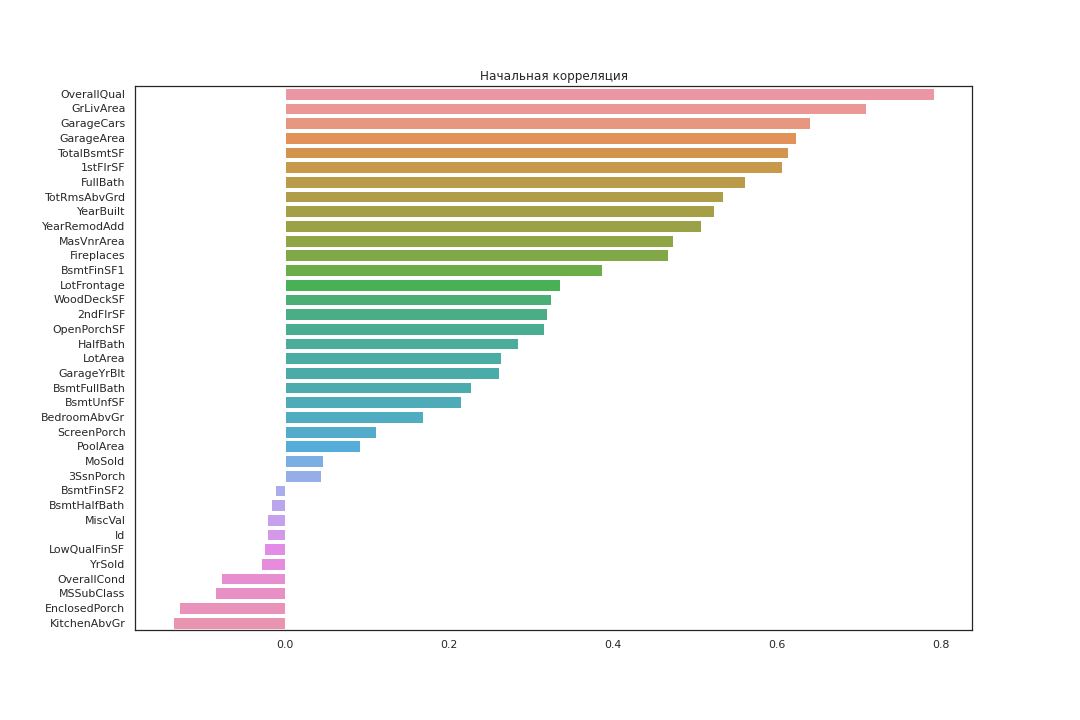 Начальная корреляция
OverallQual
GrLivArea
GarageCars
GarageArea
TotalBsmtSF
1stFlrSF
FullBath
TotRmsAbvGrd
YearBuilt
YearRemodAdd
MasVnrArea
Fireplaces
BsmtFinSF1
LotFrontage
WoodDeckSF
2ndFlrSF
OpenPorchSF
HalfBath
LotArea
GarageYrBlt
BsmtFullBath
BsmtUnfSF
BedroomAbvGr
ScreenPorch
PoolArea
MoSold
3SsnPorch
BsmtFinSF2
BsmtHalfBath
MiscVal
Id
LowQualFinSF
YrSold
OverallCond
MSSubClass
EnclosedPorch
KitchenAbvGr
0.0 0.2 0.4 0.6 0.8